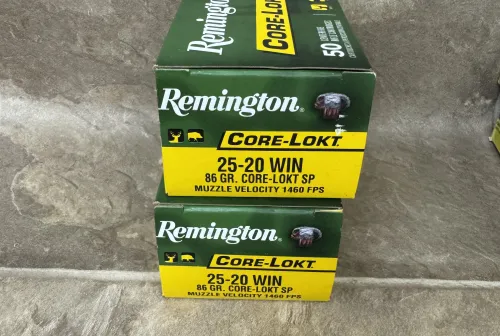 Remington
CORE-LOKT
50
Remington®
CORE-LOKT
25-20 WIN
86 GR. CORE-LOKT SP
MUZZLE VELOCITY 1460 FPS
Remington®
CORE-LOKT
25-20 WIN
86 GR. CORE-LOKT SP
MUZZLE VELOCITY 1460 FPS